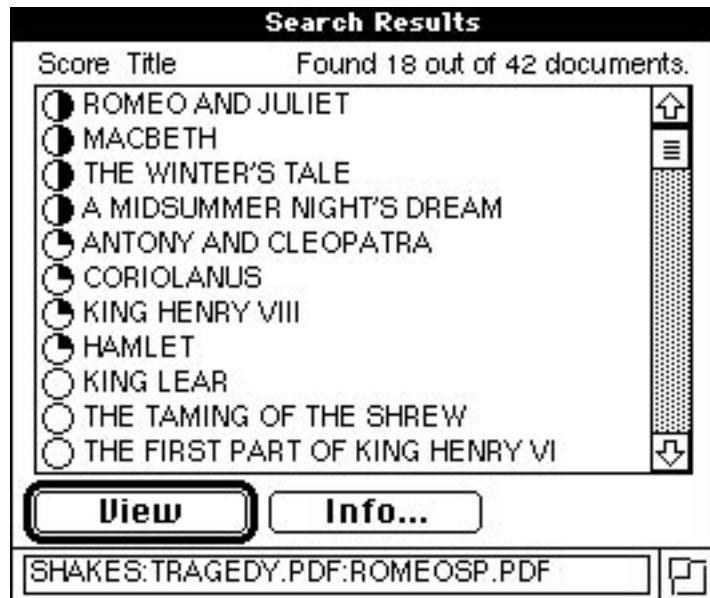 Search Results
Score Title Found 18 out of 42 documents.
ROMEO AND JULIET
MACBETH
THE WINTER'S TALE
A MIDSUMMER NIGHT'S DREAM
ANTONY AND CLEOPATRA
CORIOLANUS
KING HENRY VIII
HAMLET
KING LEAR
THE TAMING OF THE SHREW
THE FIRST PART OF KING HENRY VI
View Info...
SHAKES:TRAGEDY.PDF:ROMEOSP.PDF